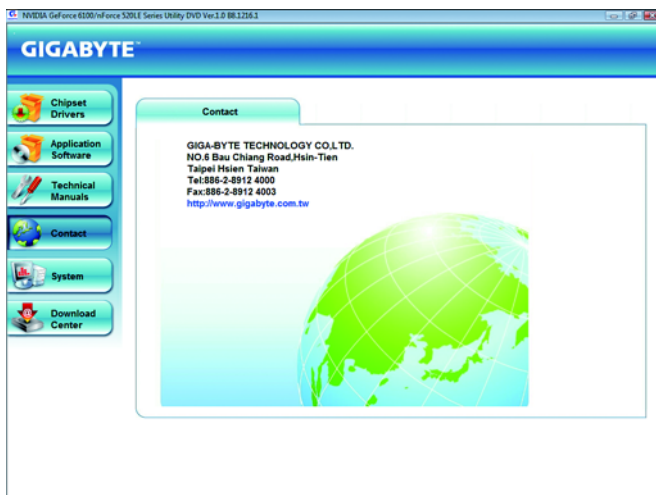 NVIDIA GeForce 6100/nForce 520LE Series Utility DVD Ver.1.0 B8.1216.1
GIGABYTE™
Chipset
Drivers
Application
Software
Technical
Manuals
Contact
System
Download
Center
Contact
GIGA-BYTE TECHNOLOGY CO,LTD.
NO.6 Bau Chiang Road,Hsin-Tien
Taipei Hsien Taiwan
Tel:886-2-8912 4000
Fax:886-2-8912 4003
http://www.gigabyte.com.tw